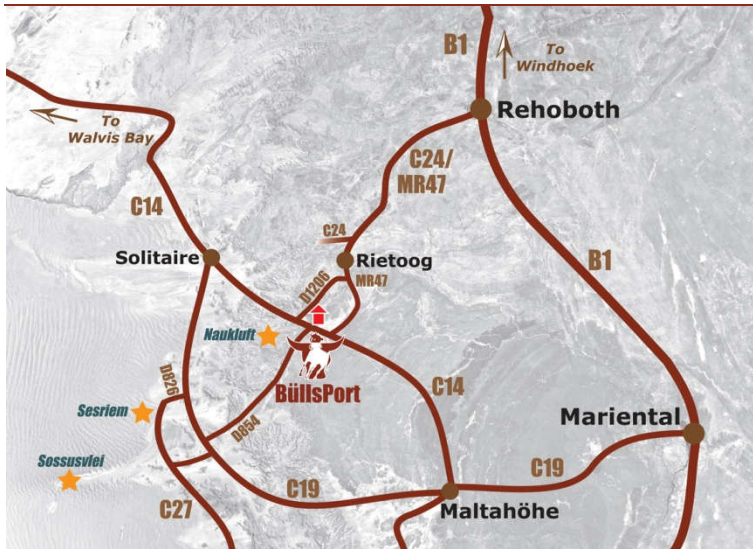 B1
To
Windhoek
Rehoboth
To
Walvis Bay
C24/
MR47
C14
C24
Solitaire
Rietoog
B1
D1206
MR47
Naukluft
BüllsPort
D826
C14
Sesriem
Mariental
D854
Sossusvlei
C19
C19
C27
Maltahöhe